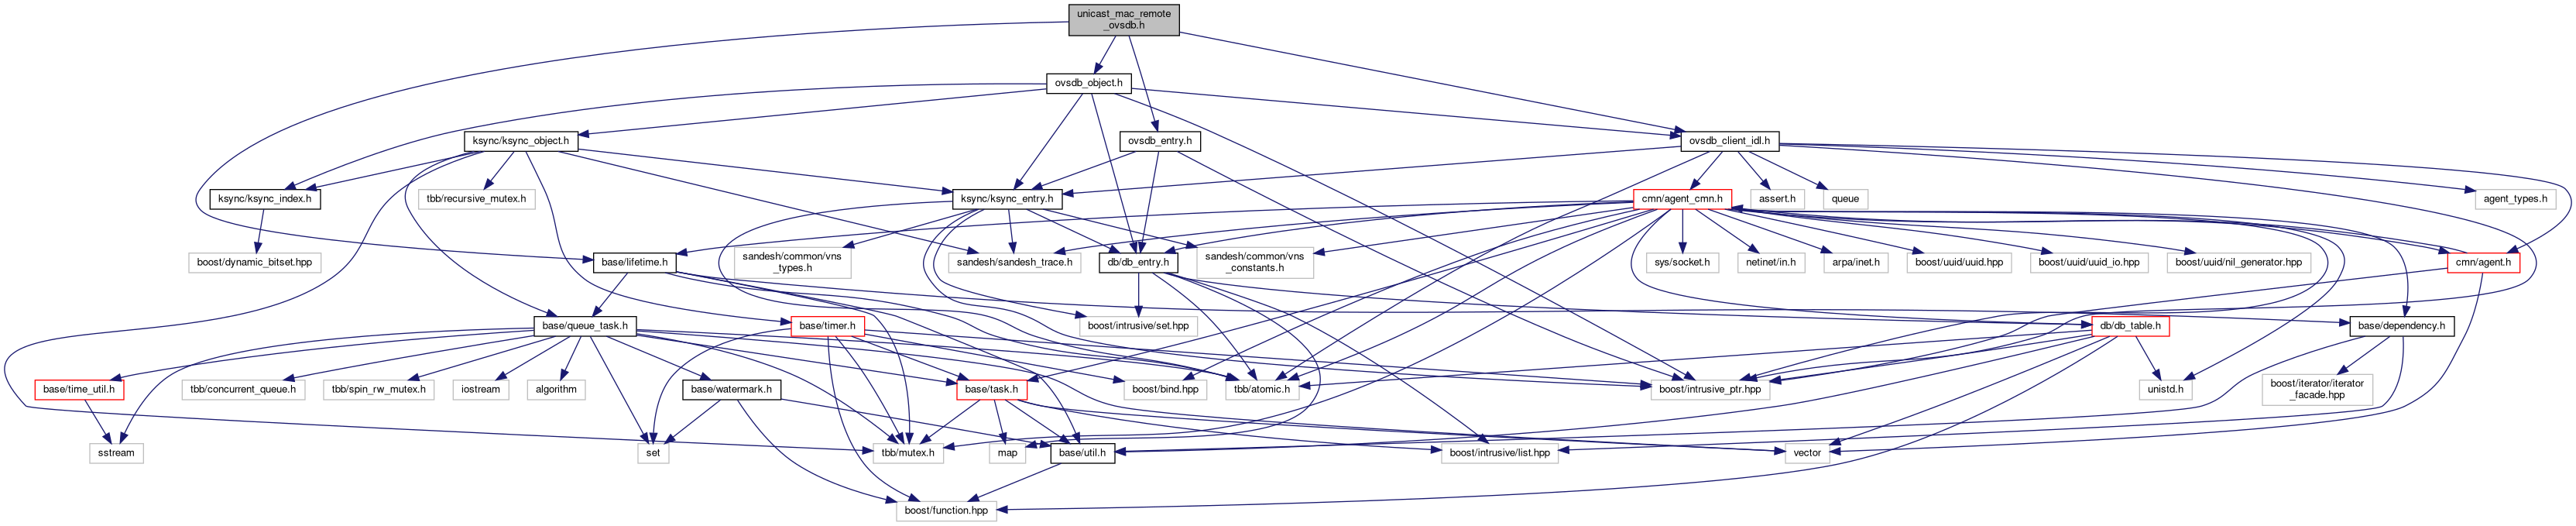 unicast_mac_remote
_ovsdb.h
ovsdb_object.h
ksync/ksync_object.h
ovsdb_entry.h
ovsdb_client_idl.h
ksync/ksync_index.h
tbb/recursive_mutex.h
ksync/ksync_entry.h
cmn/agent_cmn.h
assert.h
queue
agent_types.h
boost/dynamic_bitset.hpp
base/lifetime.h
sandesh/common/vns
_types.h
sandesh/sandesh_trace.h
db/db_entry.h
sandesh/common/vns
_constants.h
sys/socket.h
netinet/in.h
arpa/inet.h
boost/uuid/uuid.hpp
boost/uuid/uuid_io.hpp
boost/uuid/nil_generator.hpp
cmn/agent.h
base/queue_task.h
base/timer.h
boost/intrusive/set.hpp
db/db_table.h
base/dependency.h
base/time_util.h
tbb/concurrent_queue.h
tbb/spin_rw_mutex.h
iostream
algorithm
base/watermark.h
base/task.h
boost/bind.hpp
tbb/atomic.h
boost/intrusive_ptr.hpp
unistd.h
boost/iterator/iterator
_facade.hpp
sstream
set
tbb/mutex.h
map
base/util.h
boost/intrusive/list.hpp
vector
boost/function.hpp